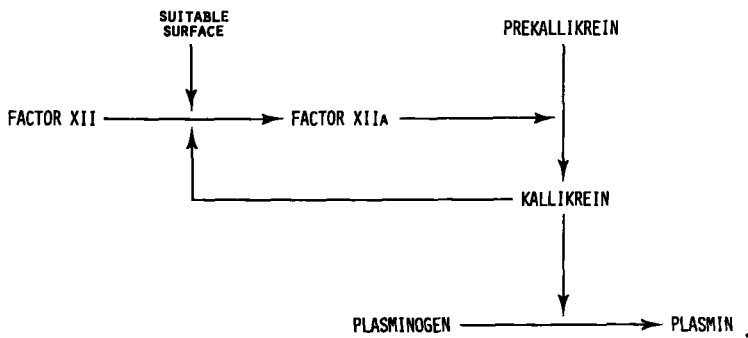 SUITABLE
SURFACE
PREKALLIKREIN
FACTOR XII
FACTOR XIIA
KALLIKREIN
PLASMINOGEN
PLASMIN .